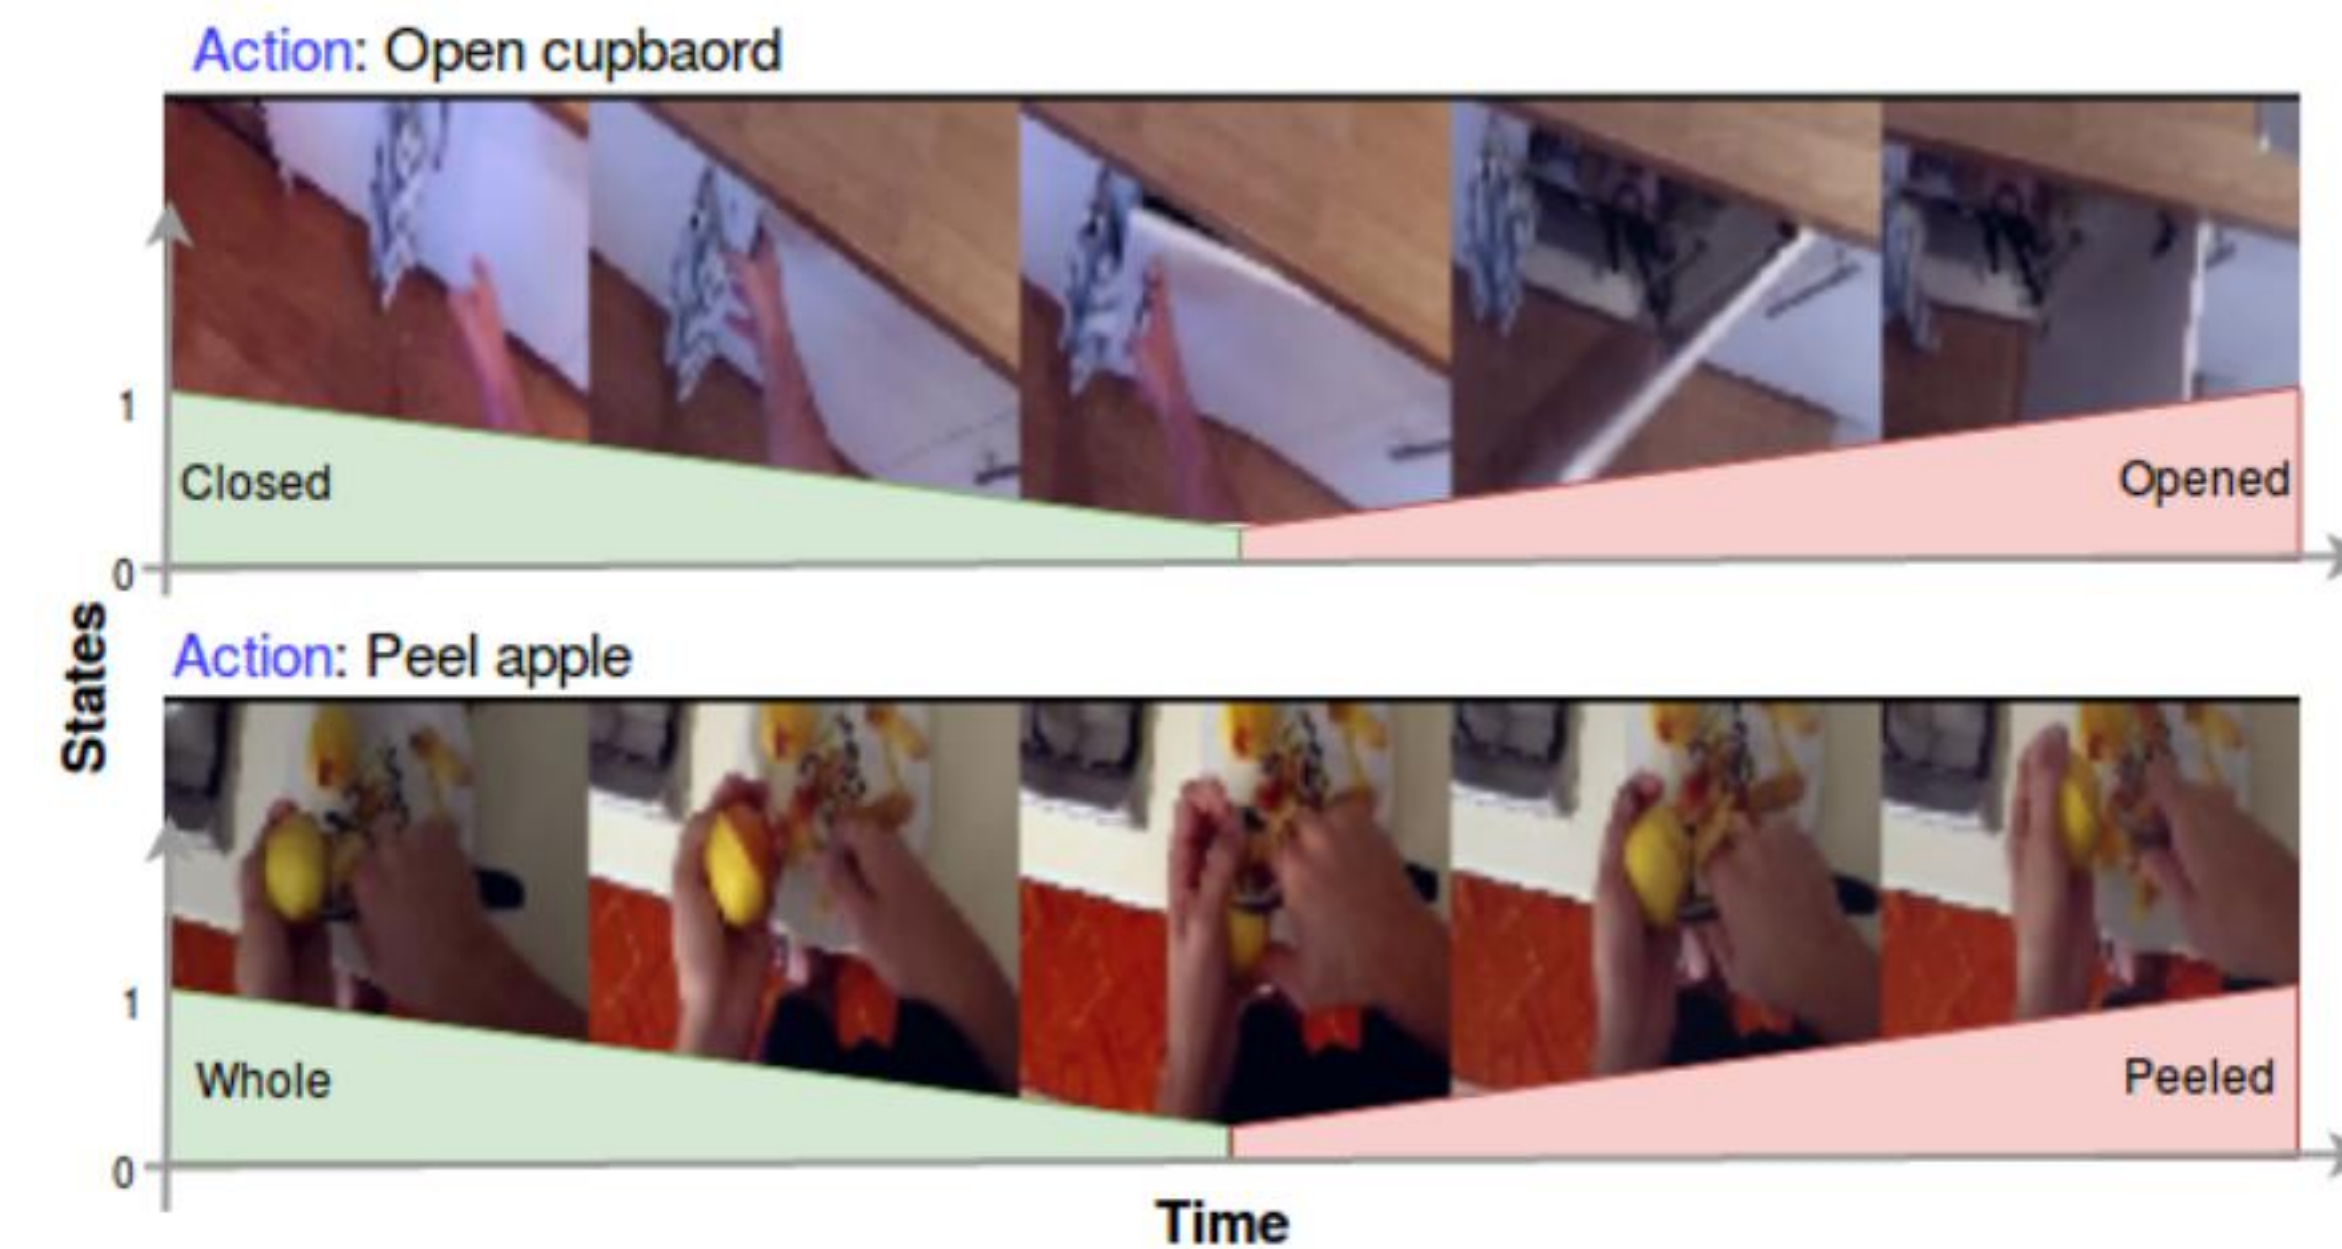 Action: Open cupbaord
1
Closed
Opened
0
States
Action: Peel apple
1
Whole
Peeled
0
Time